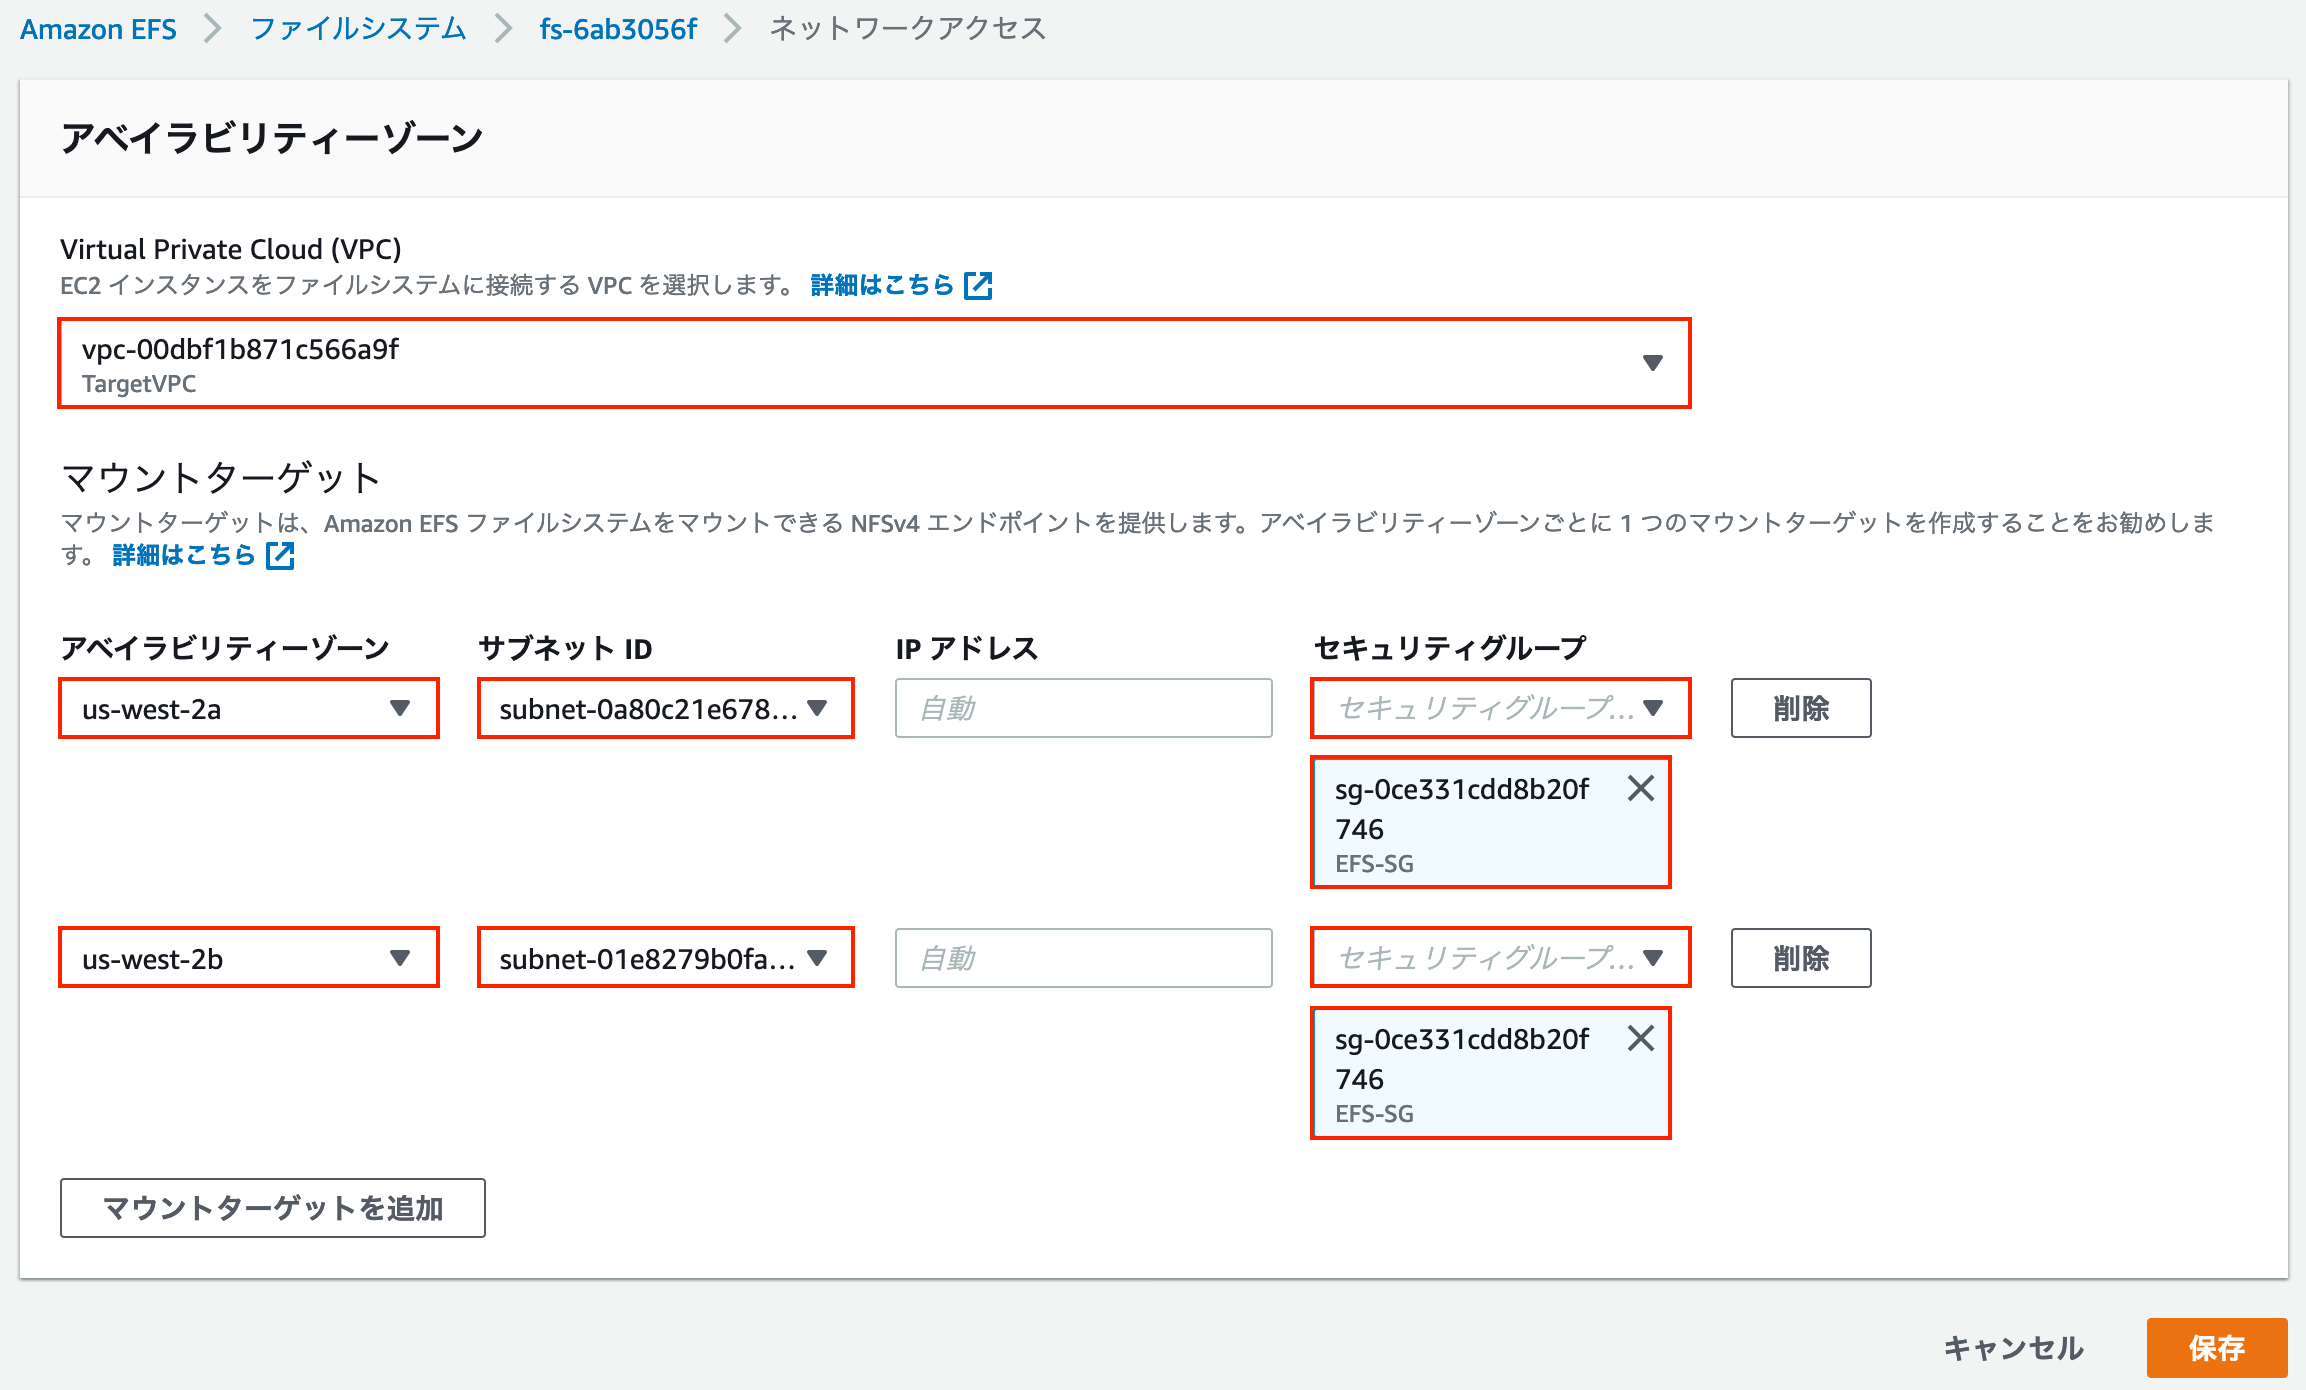 Amazon EFS > ファイルシステム > fs-6ab3056f > ネットワークアクセス
アベイラビリティーゾーン
Virtual Private Cloud (VPC)
EC2 インスタンスをファイルシステムに接続する VPC を選択します。 詳細はこちら
vpc-00dbf1b871c566a9f
TargetVPC
マウントターゲット
マウントターゲットは、Amazon EFS ファイルシステムをマウントできる NFSv4 エンドポイントを提供します。アベイラビリティーゾーンごとに 1 つのマウントターゲットを作成することをお勧めしま
す。 詳細はこちら
アベイラビリティーゾーン サブネット ID IP アドレス セキュリティグループ
us-west-2a subnet-0a80c21e678... 自動 セキュリティグループ... 削除
sg-0ce331cdd8b20f
746
EFS-SG
us-west-2b subnet-01e8279b0fa... 自動 セキュリティグループ... 削除
sg-0ce331cdd8b20f
746
EFS-SG
マウントターゲットを追加
キャンセル 保存